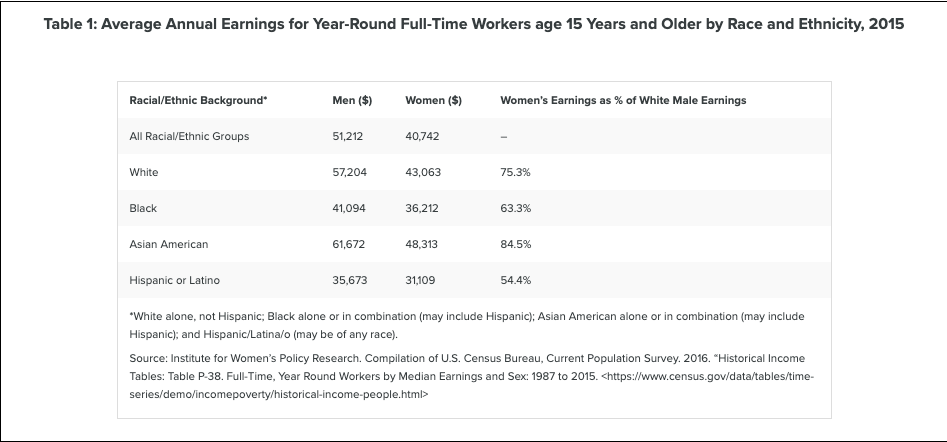 Table 1: Average Annual Earnings for Year-Round Full-Time Workers age 15 Years and Older by Race and Ethnicity, 2015
Racial/Ethnic Background* Men ($) Women ($) Women's Earnings as % of White Male Earnings
All Racial/Ethnic Groups 51,212 40,742 –
White 57,204 43,063 75.3%
Black 41,094 36,212 63.3%
Asian American 61,672 48,313 84.5%
Hispanic or Latino 35,673 31,109 54.4%
*White alone, not Hispanic; Black alone or in combination (may include Hispanic); Asian American alone or in combination (may include
Hispanic); and Hispanic/Latina/o (may be of any race).
Source: Institute for Women's Policy Research. Compilation of U.S. Census Bureau, Current Population Survey. 2016. "Historical Income
Tables: Table P-38. Full-Time, Year Round Workers by Median Earnings and Sex: 1987 to 2015. <https://www.census.gov/data/tables/time-
series/demo/incomepoverty/historical-income-people.html>